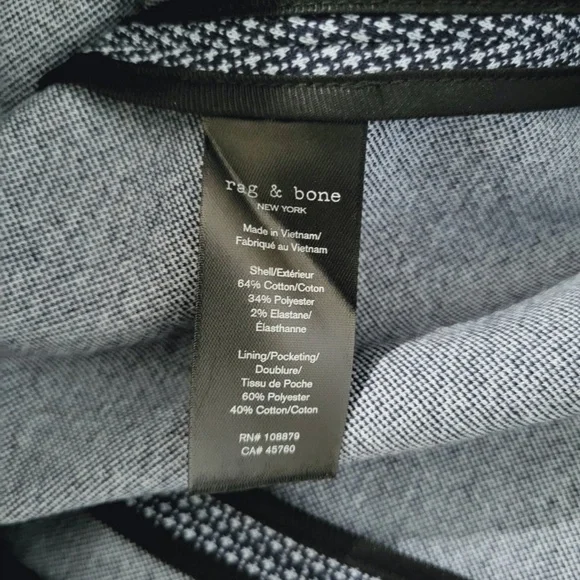 rag & bone
NEW YORK
Made in Vietnam/
Fabriqué au Vietnam
Shell/Extérieur
64% Cotton/Coton
34% Polyester
2% Elastane/
Élasthanne
Lining/Pocketing/
Doublure/
Tissu de Poche
60% Polyester
40% Cotton/Coton
RN# 108879
CA# 45760